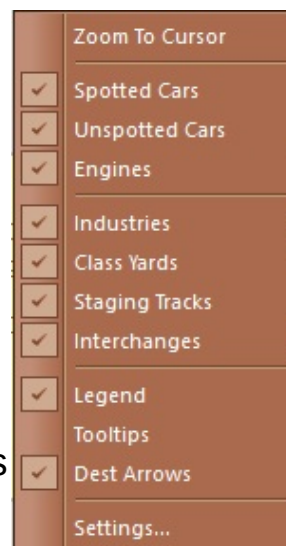 Zoom To Cursor
Spotted Cars
Unspotted Cars
Engines
Industries
Class Yards
Staging Tracks
Interchanges
Legend
Tooltips
s
Dest Arrows
Settings...